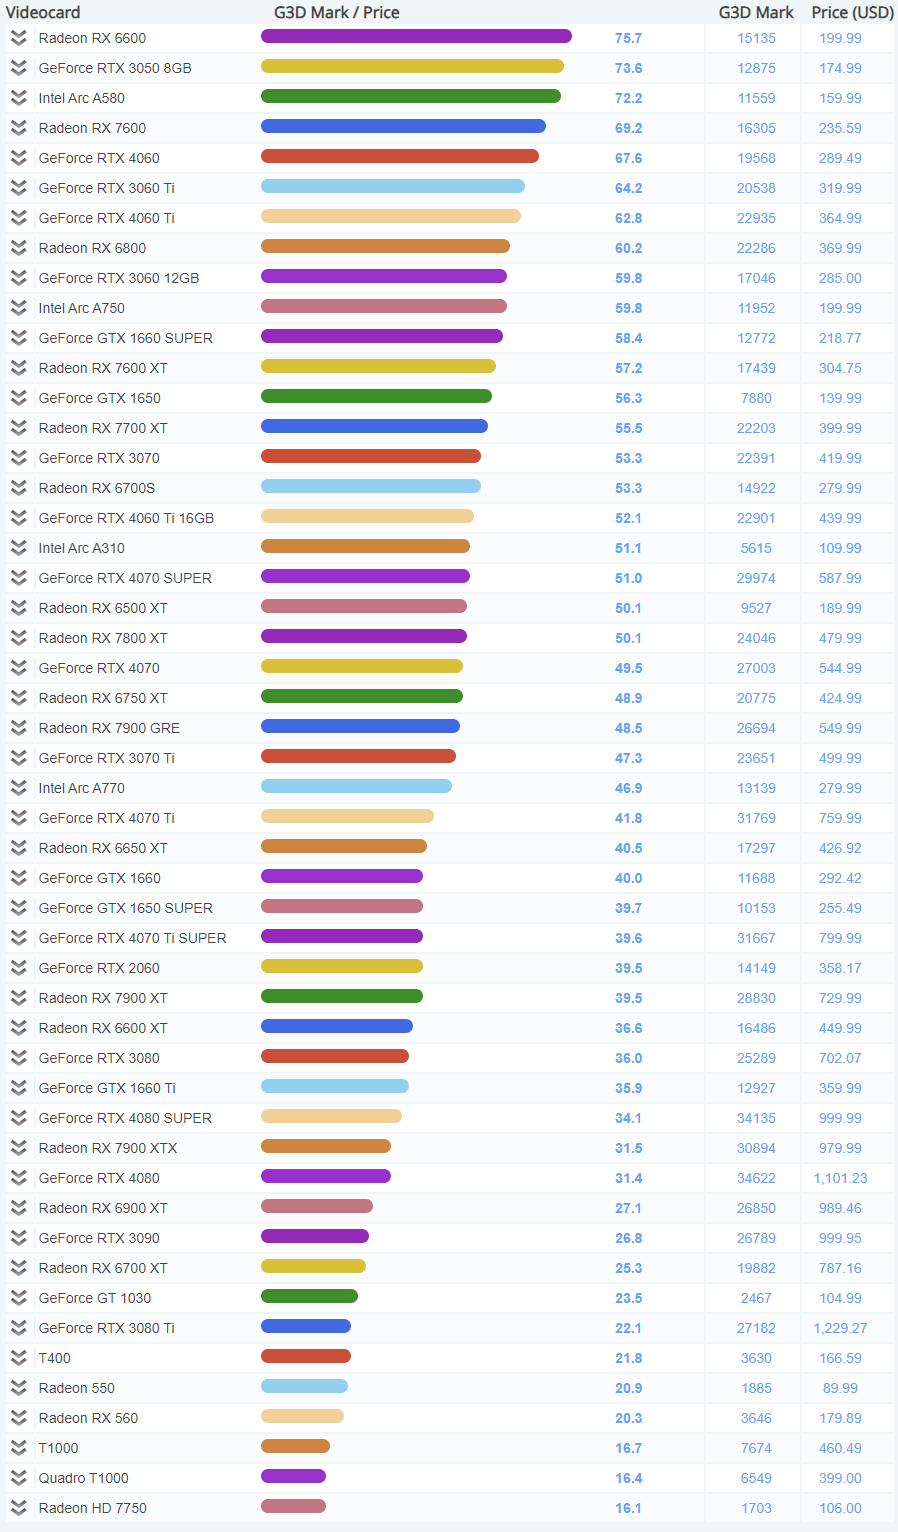 Videocard G3D Mark / Price G3D Mark Price (USD)
Radeon RX 6600 75.7 15135 199.99
GeForce RTX 3050 8GB 73.6 12875 174.99
Intel Arc A580 72.2 11559 159.99
Radeon RX 7600 69.2 16305 235.59
GeForce RTX 4060 67.6 19568 289.49
GeForce RTX 3060 Ti 64.2 20538 319.99
GeForce RTX 4060 Ti 62.8 22935 364.99
Radeon RX 6800 60.2 22286 369.99
GeForce RTX 3060 12GB 59.8 17046 285.00
Intel Arc A750 59.8 11952 199.99
GeForce GTX 1660 SUPER 58.4 12772 218.77
Radeon RX 7600 XT 57.2 17439 304.75
GeForce GTX 1650 56.3 7880 139.99
Radeon RX 7700 XT 55.5 22203 399.99
GeForce RTX 3070 53.3 22391 419.99
Radeon RX 6700S 53.3 14922 279.99
GeForce RTX 4060 Ti 16GB 52.1 22901 439.99
Intel Arc A310 51.1 5615 109.99
GeForce RTX 4070 SUPER 51.0 29974 587.99
Radeon RX 6500 XT 50.1 9527 189.99
Radeon RX 7800 XT 50.1 24046 479.99
GeForce RTX 4070 49.5 27003 544.99
Radeon RX 6750 XT 48.9 20775 424.99
Radeon RX 7900 GRE 48.5 26694 549.99
GeForce RTX 3070 Ti 47.3 23651 499.99
Intel Arc A770 46.9 13139 279.99
GeForce RTX 4070 Ti 41.8 31769 759.99
Radeon RX 6650 XT 40.5 17297 426.92
GeForce GTX 1660 40.0 11688 292.42
GeForce GTX 1650 SUPER 39.7 10153 255.49
GeForce RTX 4070 Ti SUPER 39.6 31667 799.99
GeForce RTX 2060 39.5 14149 358.17
Radeon RX 7900 XT 39.5 28830 729.99
Radeon RX 6600 XT 36.6 16486 449.99
GeForce RTX 3080 36.0 25289 702.07
GeForce GTX 1660 Ti 35.9 12927 359.99
GeForce RTX 4080 SUPER 34.1 34135 999.99
Radeon RX 7900 XTX 31.5 30894 979.99
GeForce RTX 4080 31.4 34622 1,101.23
Radeon RX 6900 XT 27.1 26850 989.46
GeForce RTX 3090 26.8 26789 999.95
Radeon RX 6700 XT 25.3 19882 787.16
GeForce GT 1030 23.5 2467 104.99
GeForce RTX 3080 Ti 22.1 27182 1,229.27
T400 21.8 3630 166.59
Radeon 550 20.9 1885 89.99
Radeon RX 560 20.3 3646 179.89
T1000 16.7 7674 460.49
Quadro T1000 16.4 6549 399.00
Radeon HD 7750 16.1 1703 106.00